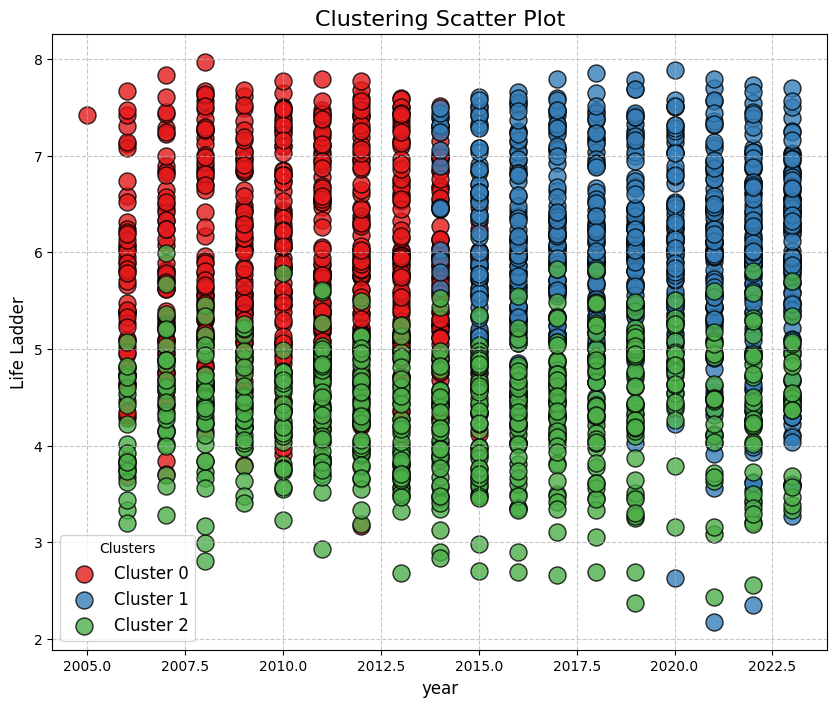 Clustering Scatter Plot
8
7
6
5
4
3
2
Life Ladder
Clusters
Cluster 0
Cluster 1
Cluster 2
2005.0 2007.5 2010.0 2012.5 2015.0 2017.5 2020.0 2022.5
year